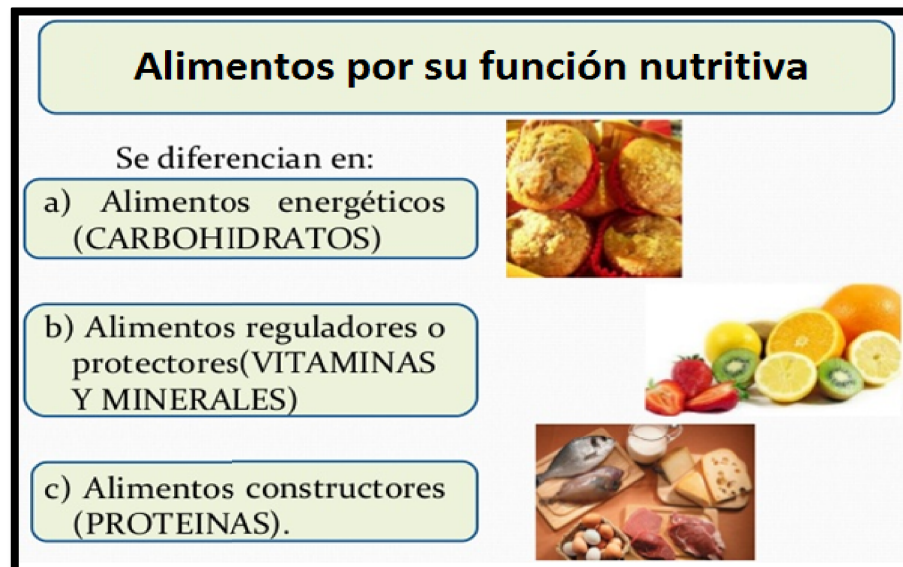 Alimentos por su función nutritiva
Se diferencian en:
a) Alimentos energéticos
(CARBOHIDRATOS)
b) Alimentos reguladores o
protectores(VITAMINAS
Y MINERALES)
c) Alimentos constructores
(PROTEINAS).